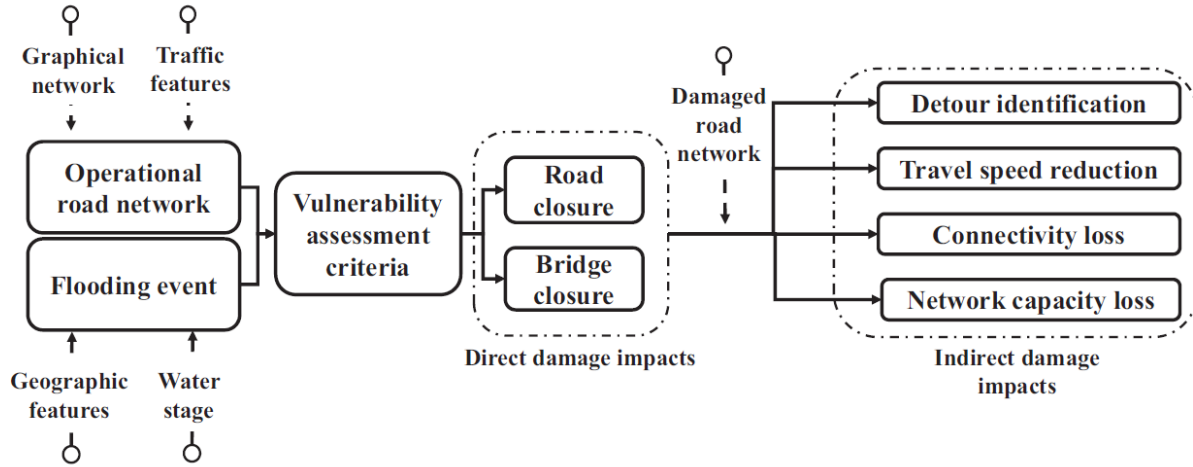 Graphical
network
Traffic
features
Operational
road network
Flooding event
Geographic
features
Water
stage
Vulnerability
assessment
criteria
Road
closure
Bridge
closure
Direct damage impacts
Damaged
road
network
Detour identification
Travel speed reduction
Connectivity loss
Network capacity loss
Indirect damage
impacts